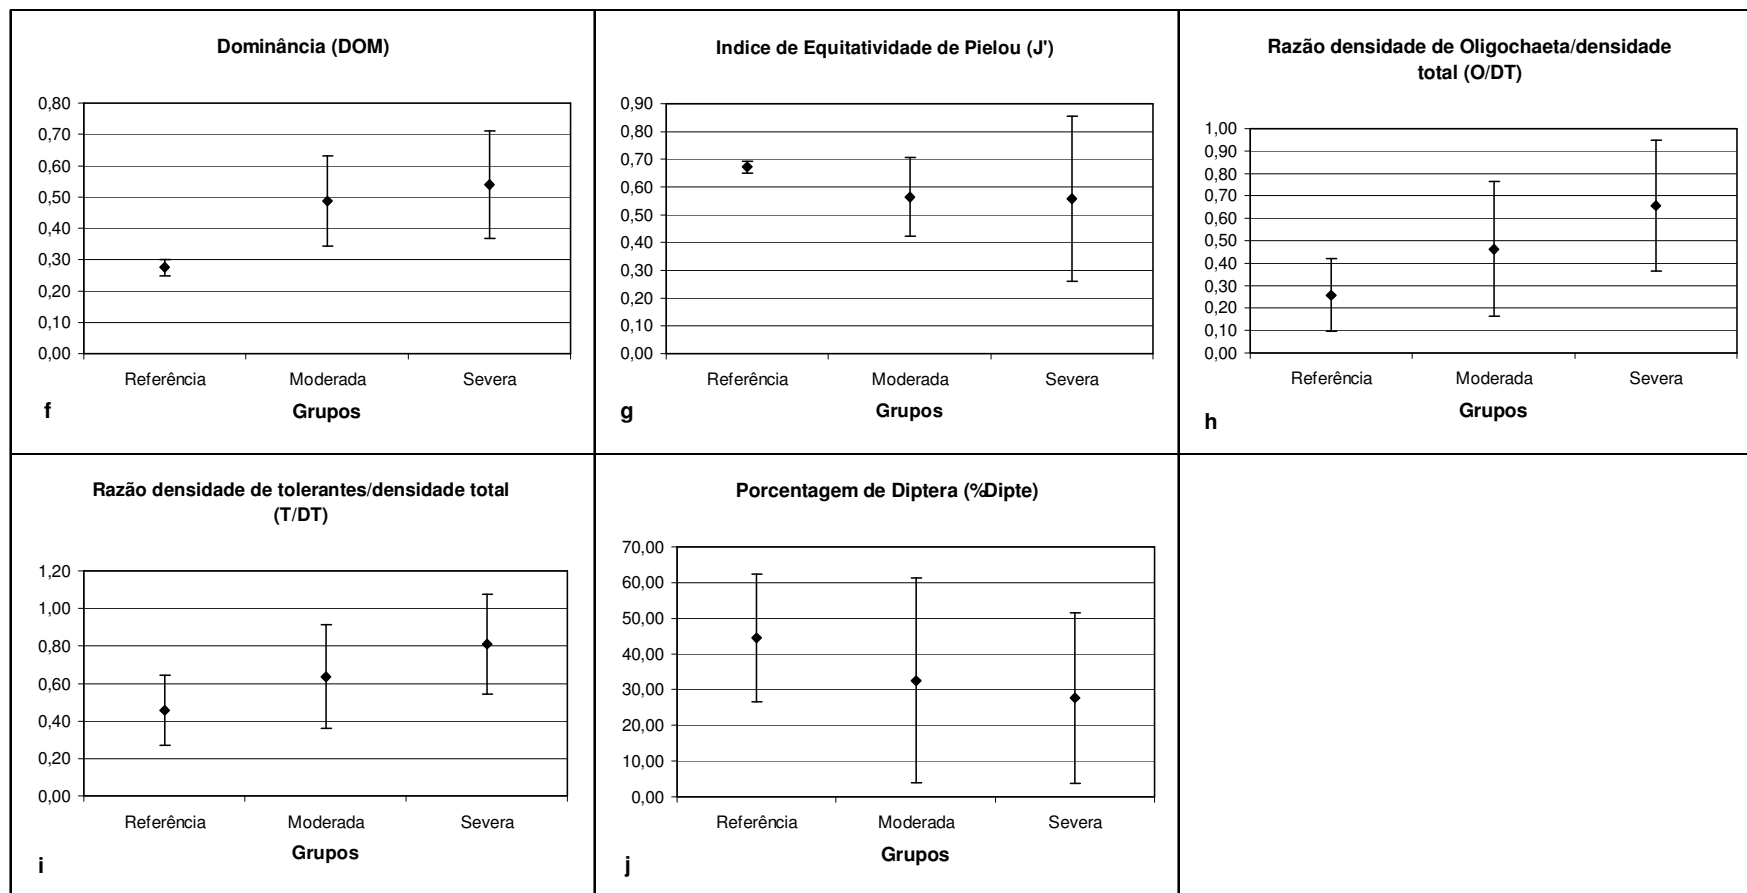 Dominância (DOM)
0,80
0,70
0,60
0,50
0,40
0,30
0,20
0,10
0,00
Referência Moderada Severa
Grupos
f
Indice de Equitatividade de Pielou (J')
0,90
0,80
0,70
0,60
0,50
0,40
0,30
0,20
0,10
0,00
Referência Moderada Severa
Grupos
g
Razão densidade de Oligochaeta/densidade
total (O/DT)
1,00
0,90
0,80
0,70
0,60
0,50
0,40
0,30
0,20
0,10
0,00
Referência Moderada Severa
Grupos
h
Razão densidade de tolerantes/densidade total
(T/DT)
1,20
1,00
0,80
0,60
0,40
0,20
0,00
Referência Moderada Severa
Grupos
i
Porcentagem de Diptera (%Dipte)
70,00
60,00
50,00
40,00
30,00
20,00
10,00
0,00
Referência Moderada Severa
Grupos
j